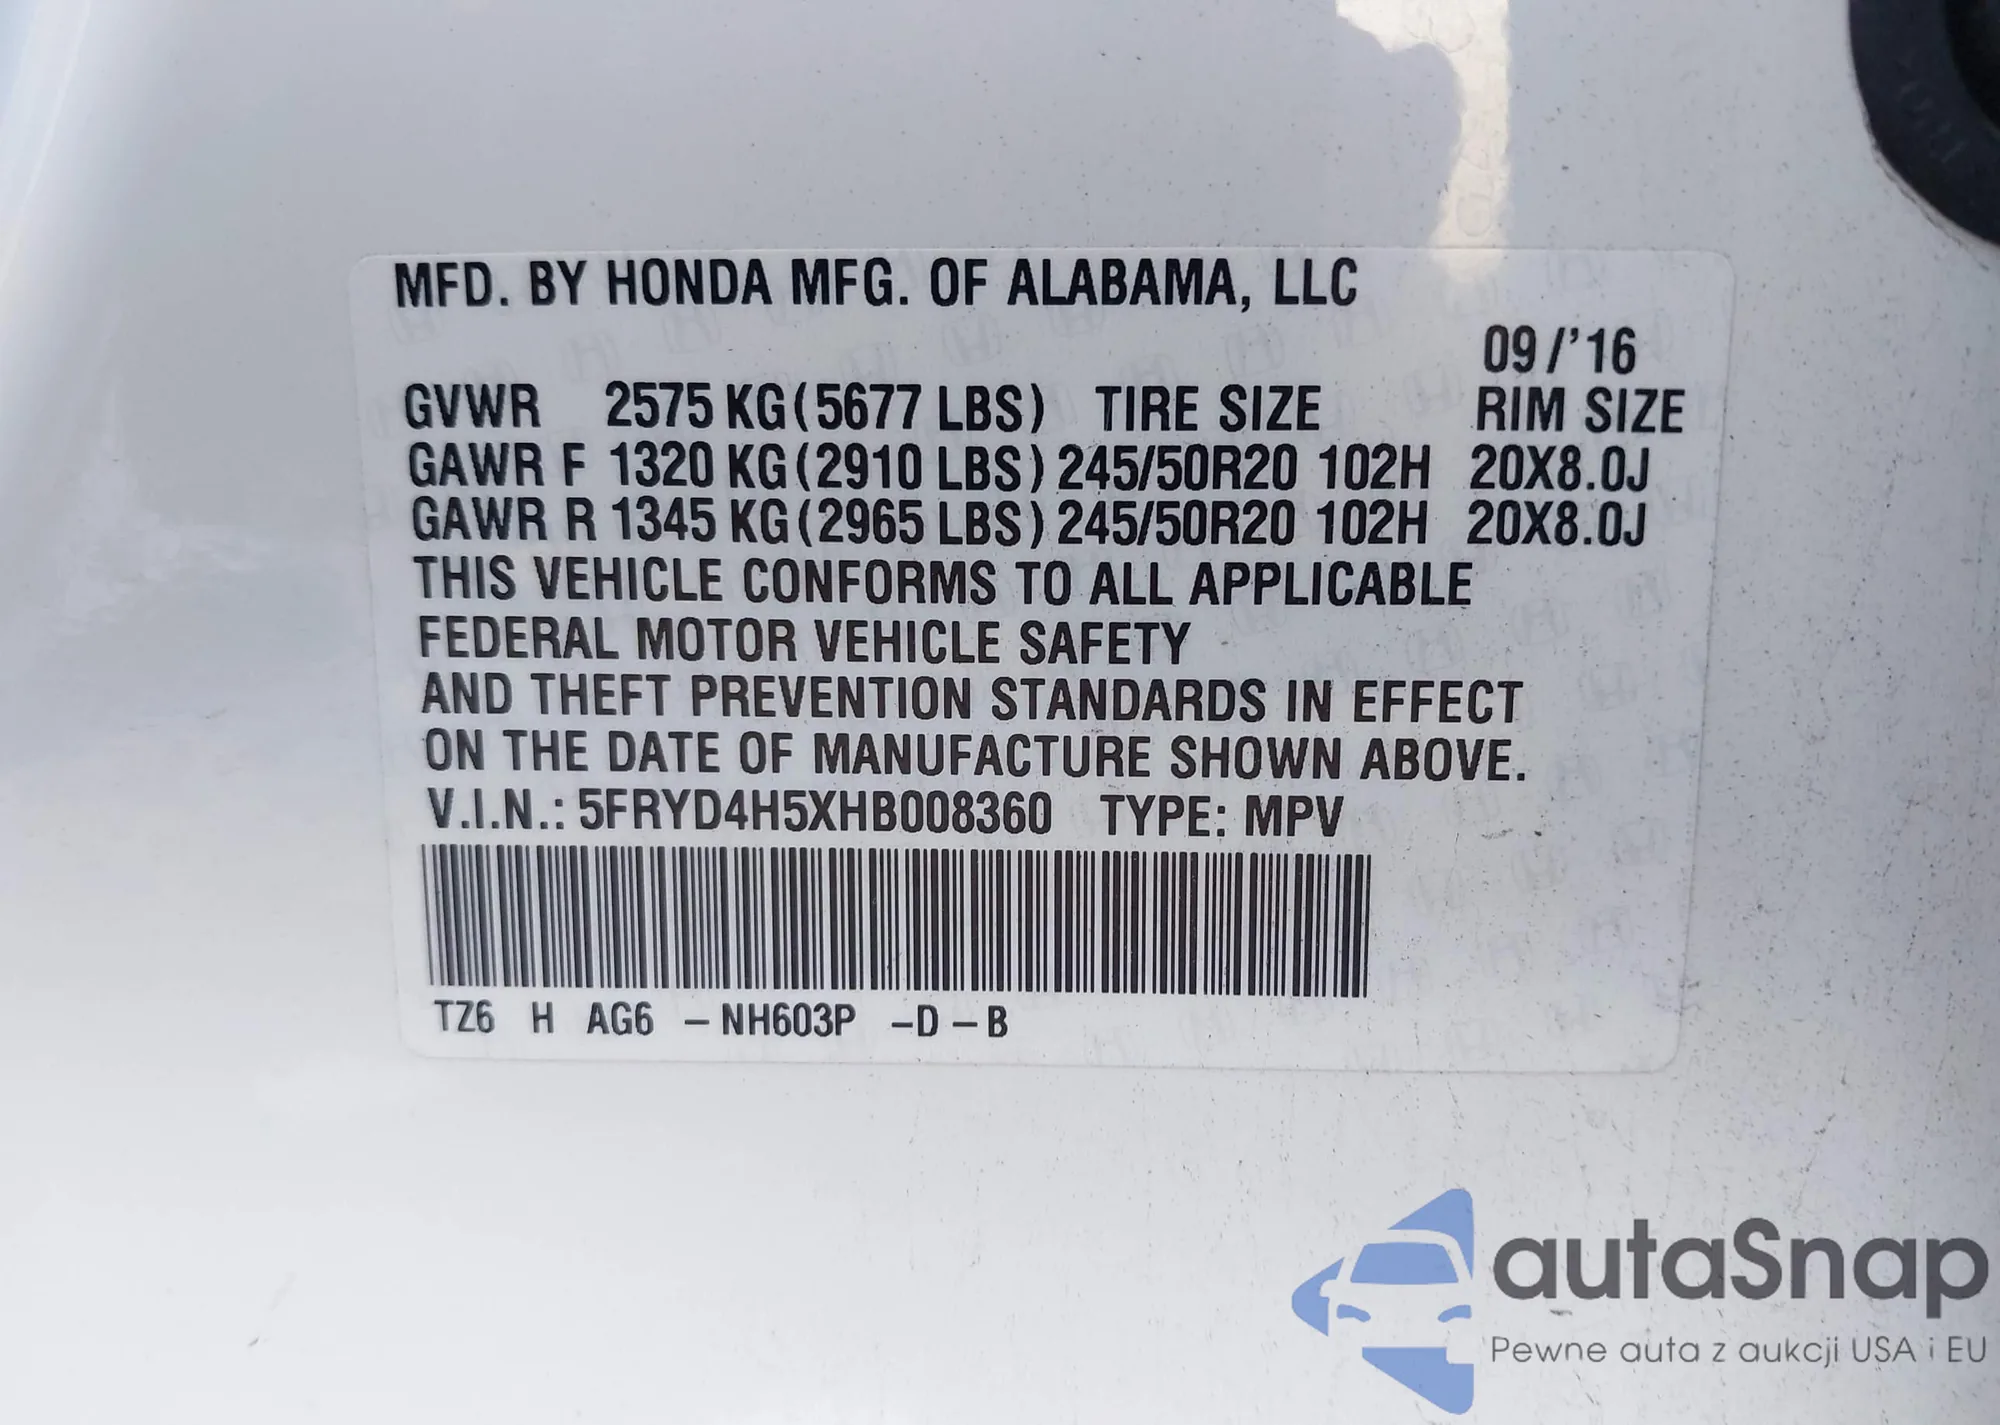 MFD. BY HONDA MFG. OF ALABAMA, LLC
09/'16
GVWR 2575 KG(5677 LBS) TIRE SIZE RIM SIZE
GAWR F 1320 KG(2910 LBS) 245/50R20 102H 20X8.0J
GAWR R 1345 KG(2965 LBS) 245/50R20 102H 20X8.0J
THIS VEHICLE CONFORMS TO ALL APPLICABLE
FEDERAL MOTOR VEHICLE SAFETY
AND THEFT PREVENTION STANDARDS IN EFFECT
ON THE DATE OF MANUFACTURE SHOWN ABOVE.
V.I.N.: 5FRYD4H5XHB008360 TYPE: MPV
TZ6 H AG6 -NH603P -D-B
autaSnap
Pewne auta z aukcji USA i EU